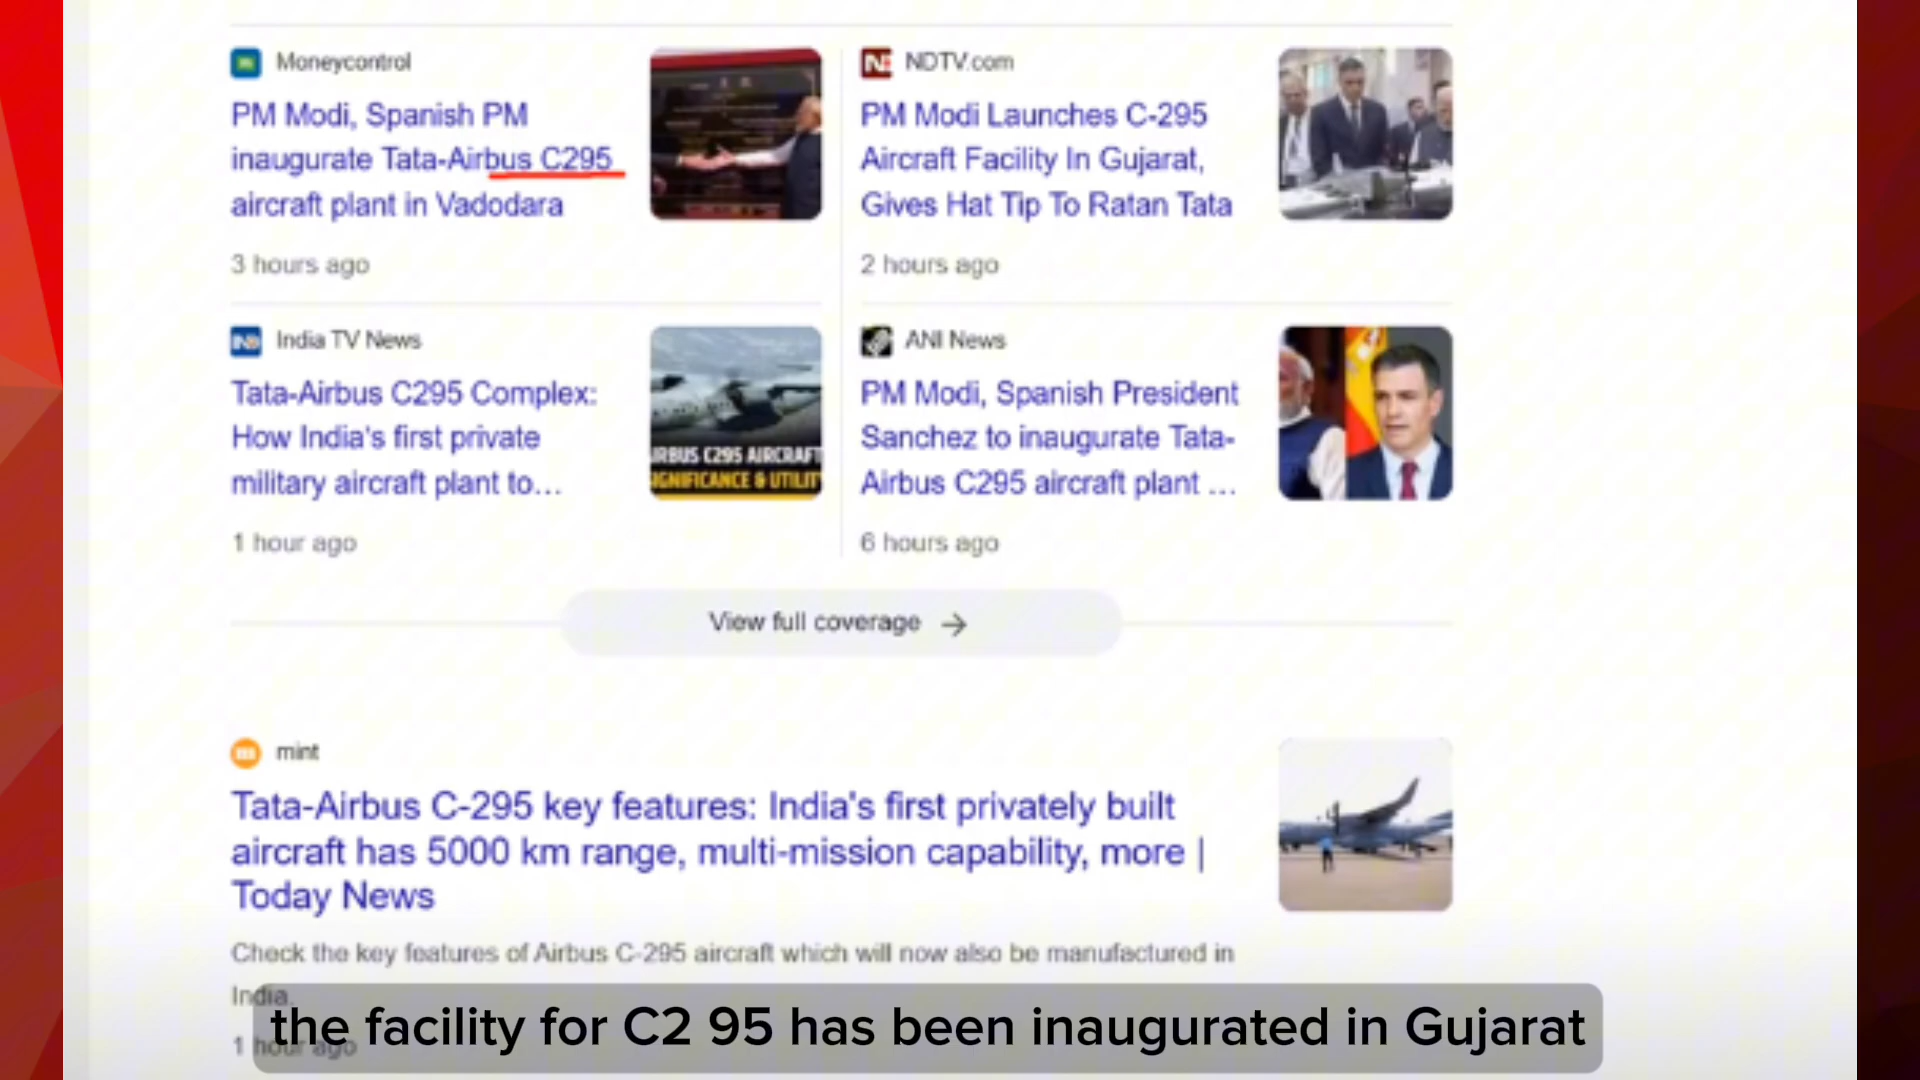 Moneycontrol
PM Modi, Spanish PM
inaugurate Tata-Airbus C295
aircraft plant in Vadodara
3 hours ago
NDTV.com
PM Modi Launches C-295
Aircraft Facility In Gujarat,
Gives Hat Tip To Ratan Tata
2 hours ago
India TV News
Tata-Airbus C295 Complex:
How India's first private
military aircraft plant to...
1 hour ago
IRBUS C295 AIRCRAFT
IGNIFICANCE & UTILIT
ANI News
PM Modi, Spanish President
Sanchez to inaugurate Tata-
Airbus C295 aircraft plant ...
6 hours ago
View full coverage →
mint
Tata-Airbus C-295 key features: India's first privately built
aircraft has 5000 km range, multi-mission capability, more |
Today News
Check the key features of Airbus C-295 aircraft which will now also be manufactured in
India.
1 hour ago
the facility for C2 95 has been inaugurated in Gujarat